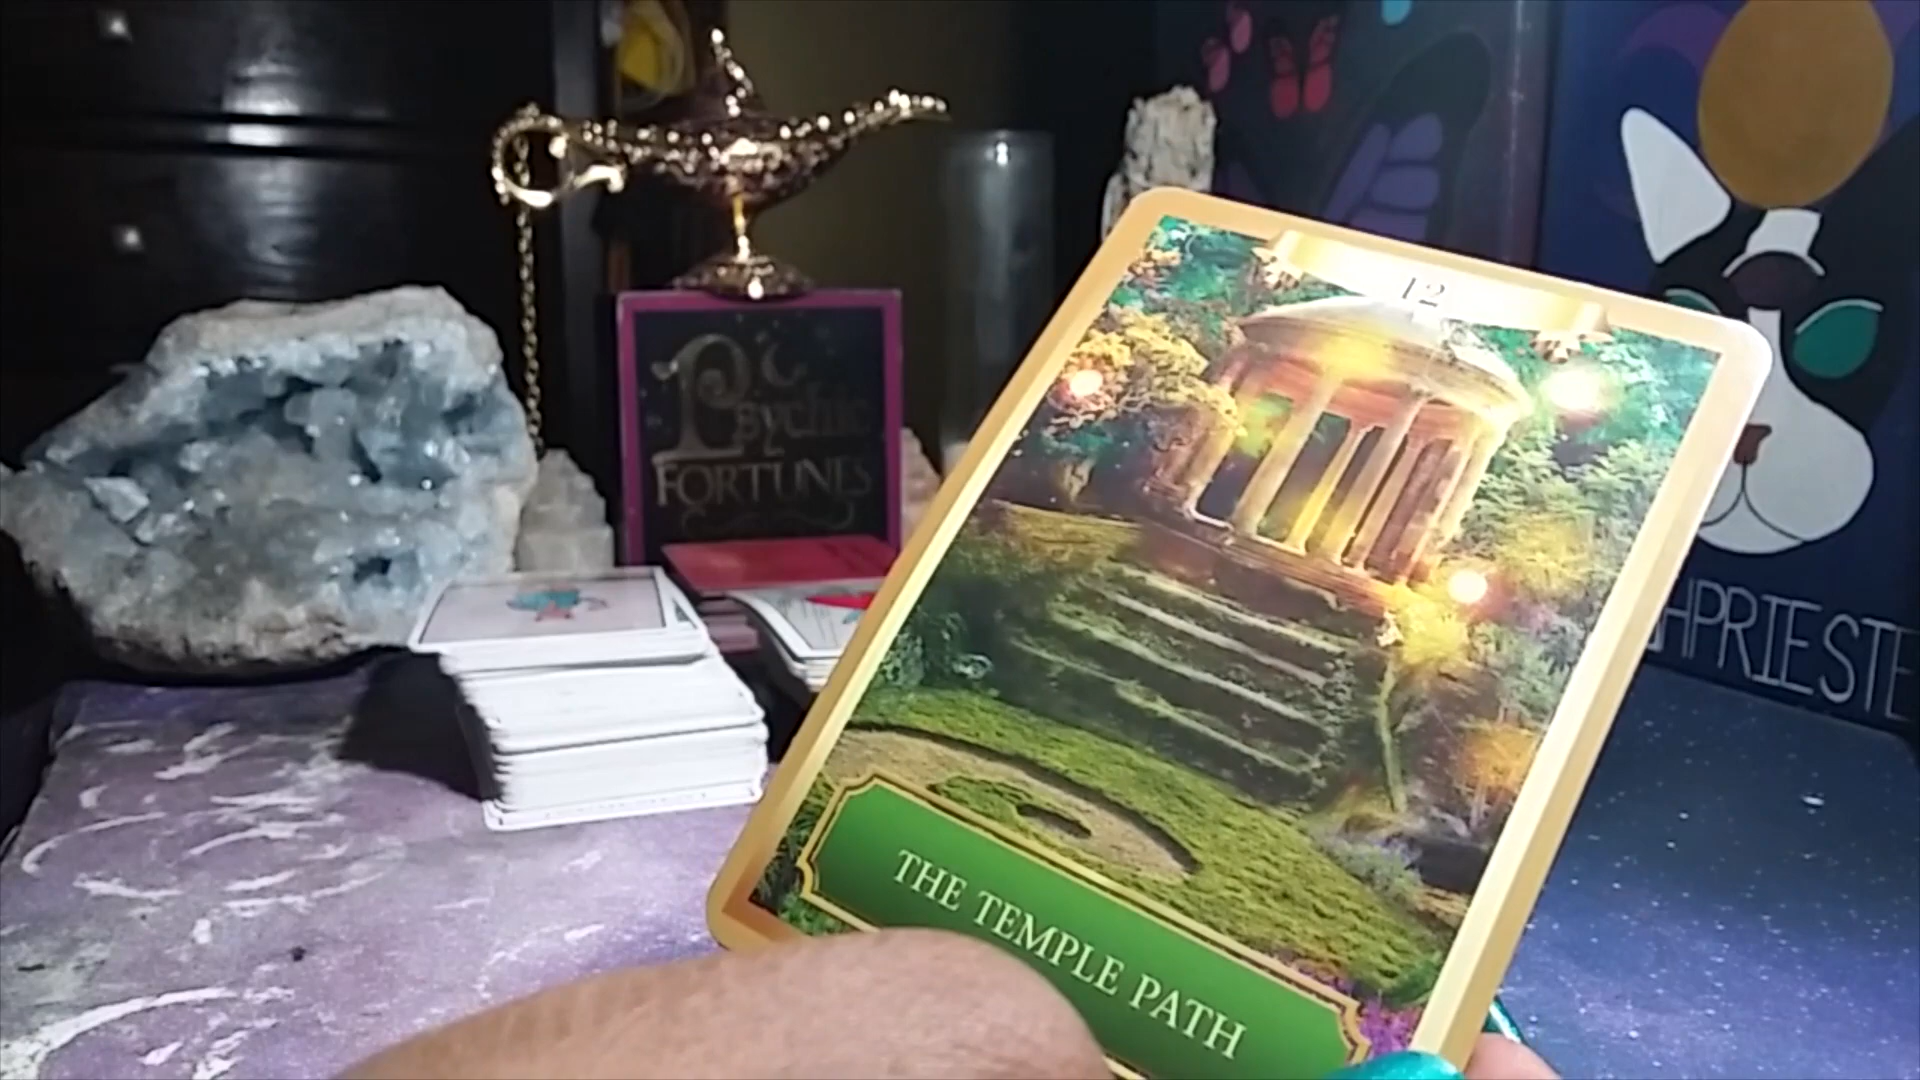 Psychic
FORTUNES
12
THE TEMPLE PATH
HPRIESTE